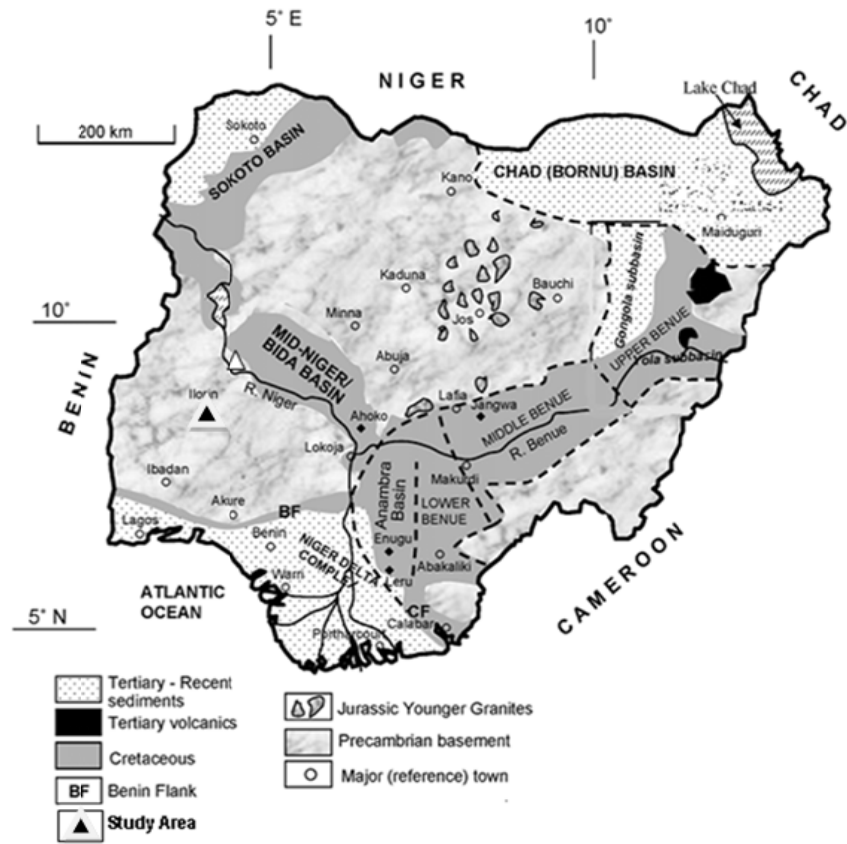 5° E
10°
NIGER
CHAD
Lake Chad
200 km
Sokoto
SOKOTO BASIN
CHAD (BORNU) BASIN
Kano
Maiduguri
Gongola subbasin
Kaduna
Bauchi
Jos
Minna
10°
MID-NIGER/
BIDA BASIN
UPPER BENUE
Yola subbasin
Abuja
BENIN
Ilorin
R. Niger
Lafia
Jangwa
MIDDLE BENUE
Ahoko
R. Benue
Lokoja
Makurdi
Ibadan
Anambra
Basin
LOWER
BENUE
Akure
BF
Lagos
Benin
Enugu
NIGER DELTA
COMPLEX
Abakaliki
Warri
Leru
CAMEROON
ATLANTIC
OCEAN
CF
Calabar
Portharcourt
5° N
Tertiary - Recent
sediments
Tertiary volcanics
Cretaceous
BF Benin Flank
Study Area
Jurassic Younger Granites
Precambrian basement
Major (reference) town